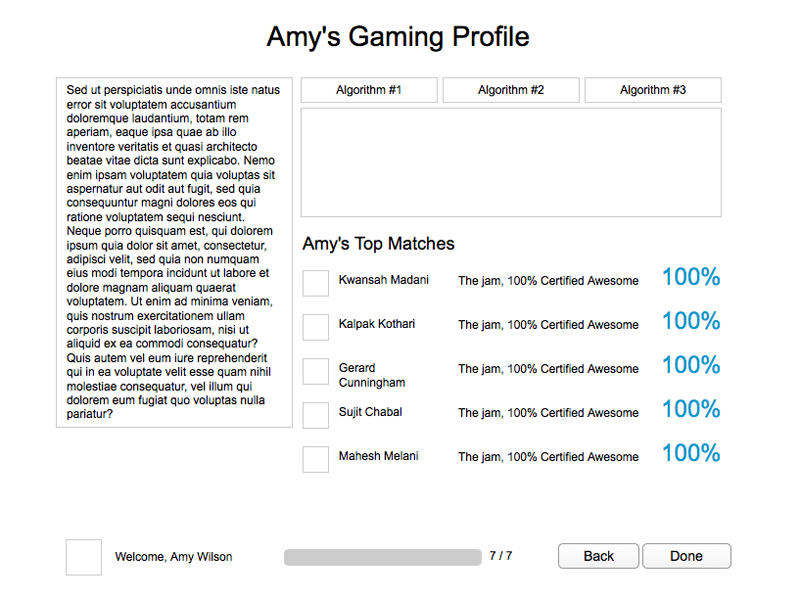 Amy's Gaming Profile
Sed ut perspiciatis unde omnis iste natus
error sit voluptatem accusantium
doloremque laudantium, totam rem
aperiam, eaque ipsa quae ab illo
inventore veritatis et quasi architecto
beatae vitae dicta sunt explicabo. Nemo
enim ipsam voluptatem quia voluptas sit
aspernatur aut odit aut fugit, sed quia
consequuntur magni dolores eos qui
ratione voluptatem sequi nesciunt.
Neque porro quisquam est, qui dolorem
ipsum quia dolor sit amet, consectetur,
adipisci velit, sed quia non numquam
eius modi tempora incidunt ut labore et
dolore magnam aliquam quaerat
voluptatem. Ut enim ad minima veniam,
quis nostrum exercitationem ullam
corporis suscipit laboriosam, nisi ut
aliquid ex ea commodi consequatur?
Quis autem vel eum iure reprehenderit
qui in ea voluptate velit esse quam nihil
molestiae consequatur, vel illum qui
dolorem eum fugiat quo voluptas nulla
pariatur?
Algorithm #1 Algorithm #2 Algorithm #3
Amy's Top Matches
Kwansah Madani The jam, 100% Certified Awesome 100%
Kalpak Kothari The jam, 100% Certified Awesome 100%
Gerard The jam, 100% Certified Awesome 100%
Cunningham
Sujit Chabal The jam, 100% Certified Awesome 100%
Mahesh Melani The jam, 100% Certified Awesome 100%
Welcome, Amy Wilson 7 / 7 Back Done